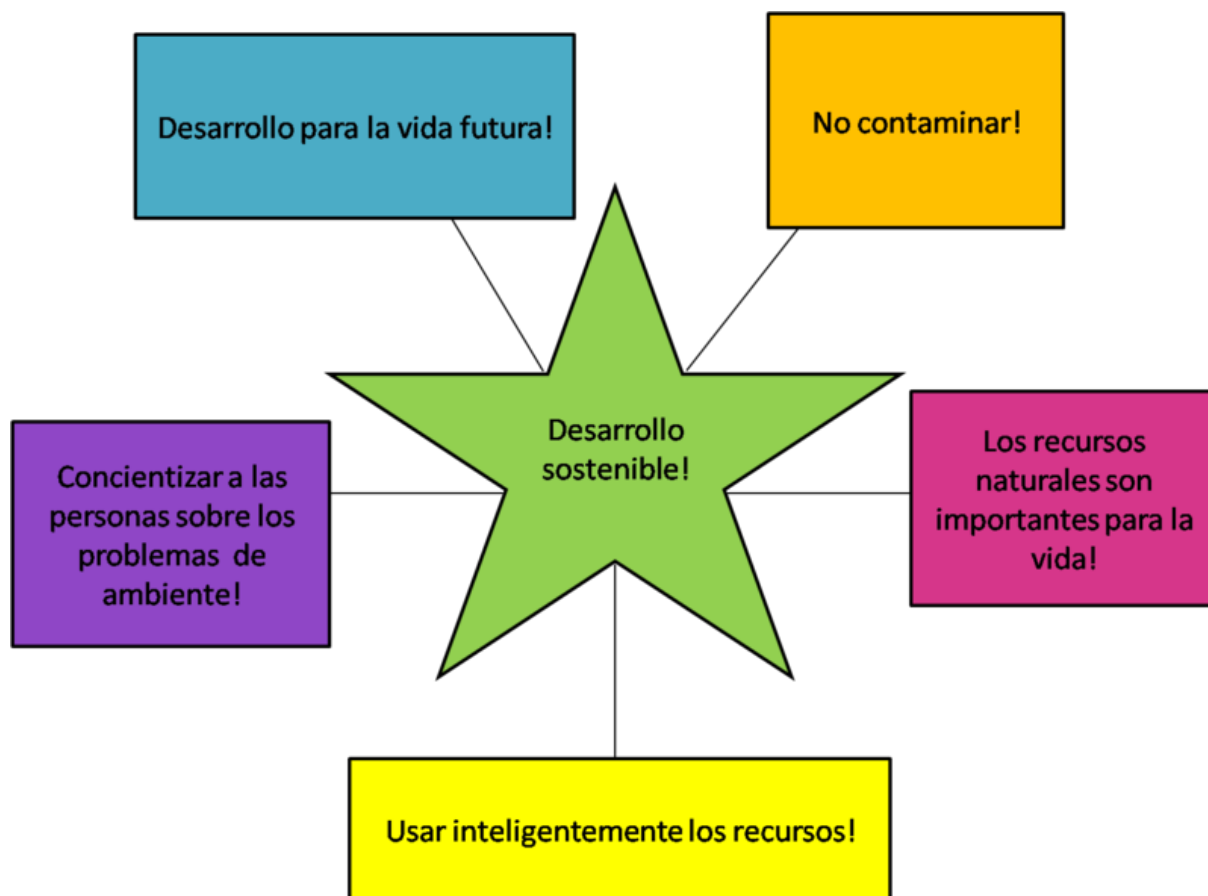 Desarrollo para la vida futura!
No contaminar!
Desarrollo
sostenible!
Concientizar a las
personas sobre los
problemas de
ambiente!
Los recursos
naturales son
importantes para la
vida!
Usar inteligentemente los recursos!